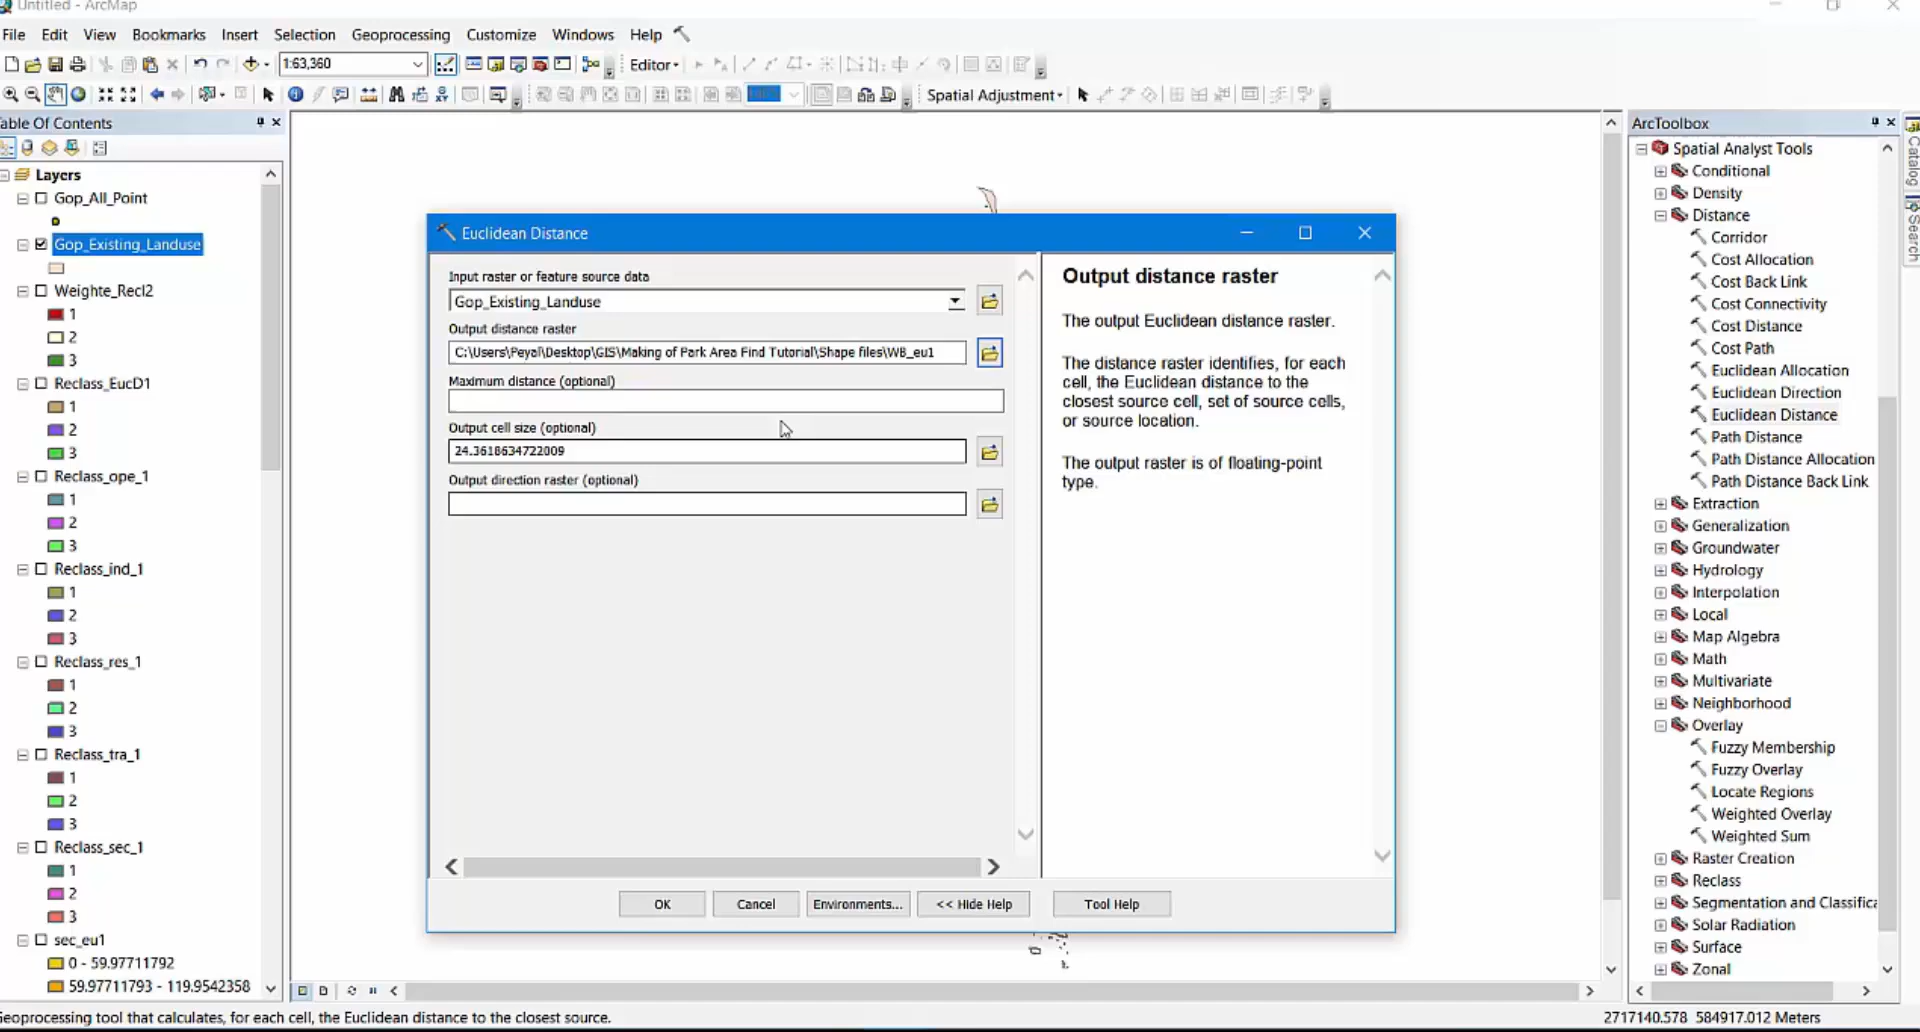 Untitled - ArcMap
File Edit View Bookmarks Insert Selection Geoprocessing Customize Windows Help
1:63,360
Editor
Spatial Adjustment
able Of Contents
Layers
Gop_All_Point
Gop_Existing_Landuse
Weighte_Recl2
1
2
3
Reclass_EucD1
1
2
3
Reclass_ope_1
1
2
3
Reclass_ind_1
1
2
3
Reclass_res_1
1
2
3
Reclass_tra_1
1
2
3
Reclass_sec_1
1
2
3
sec_eu1
0 - 59.97711792
59.97711793 - 119.9542358
Euclidean Distance
Input raster or feature source data
Gop_Existing_Landuse
Output distance raster
C:\Users\Peyal\Desktop\GIS\Making of Park Area Find Tutorial\Shape files\WB_eu1
Maximum distance (optional)
Output cell size (optional)
24.3618634722009
Output direction raster (optional)
OK Cancel Environments... << Hide Help Tool Help
Output distance raster
The output Euclidean distance raster.
The distance raster identifies, for each
cell, the Euclidean distance to the
closest source cell, set of source cells,
or source location.
The output raster is of floating-point
type.
ArcToolbox
Spatial Analyst Tools
Conditional
Density
Distance
Corridor
Cost Allocation
Cost Back Link
Cost Connectivity
Cost Distance
Cost Path
Euclidean Allocation
Euclidean Direction
Euclidean Distance
Path Distance
Path Distance Allocation
Path Distance Back Link
Extraction
Generalization
Groundwater
Hydrology
Interpolation
Local
Map Algebra
Math
Multivariate
Neighborhood
Overlay
Fuzzy Membership
Fuzzy Overlay
Locate Regions
Weighted Overlay
Weighted Sum
Raster Creation
Reclass
Segmentation and Classifica
Solar Radiation
Surface
Zonal
Catalog
Search
Geoprocessing tool that calculates, for each cell, the Euclidean distance to the closest source.
2717140.578 584917.012 Meters